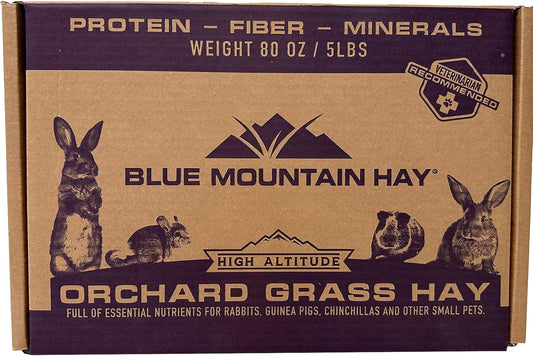 PROTEIN – FIBER – MINERALS
WEIGHT 80 OZ / 5LBS
VETERINARIAN
RECOMMENDED
BLUE MOUNTAIN HAY®
HIGH ALTITUDE
ORCHARD GRASS HAY
FULL OF ESSENTIAL NUTRIENTS FOR RABBITS, GUINEA PIGS, CHINCHILLAS AND OTHER SMALL PETS.